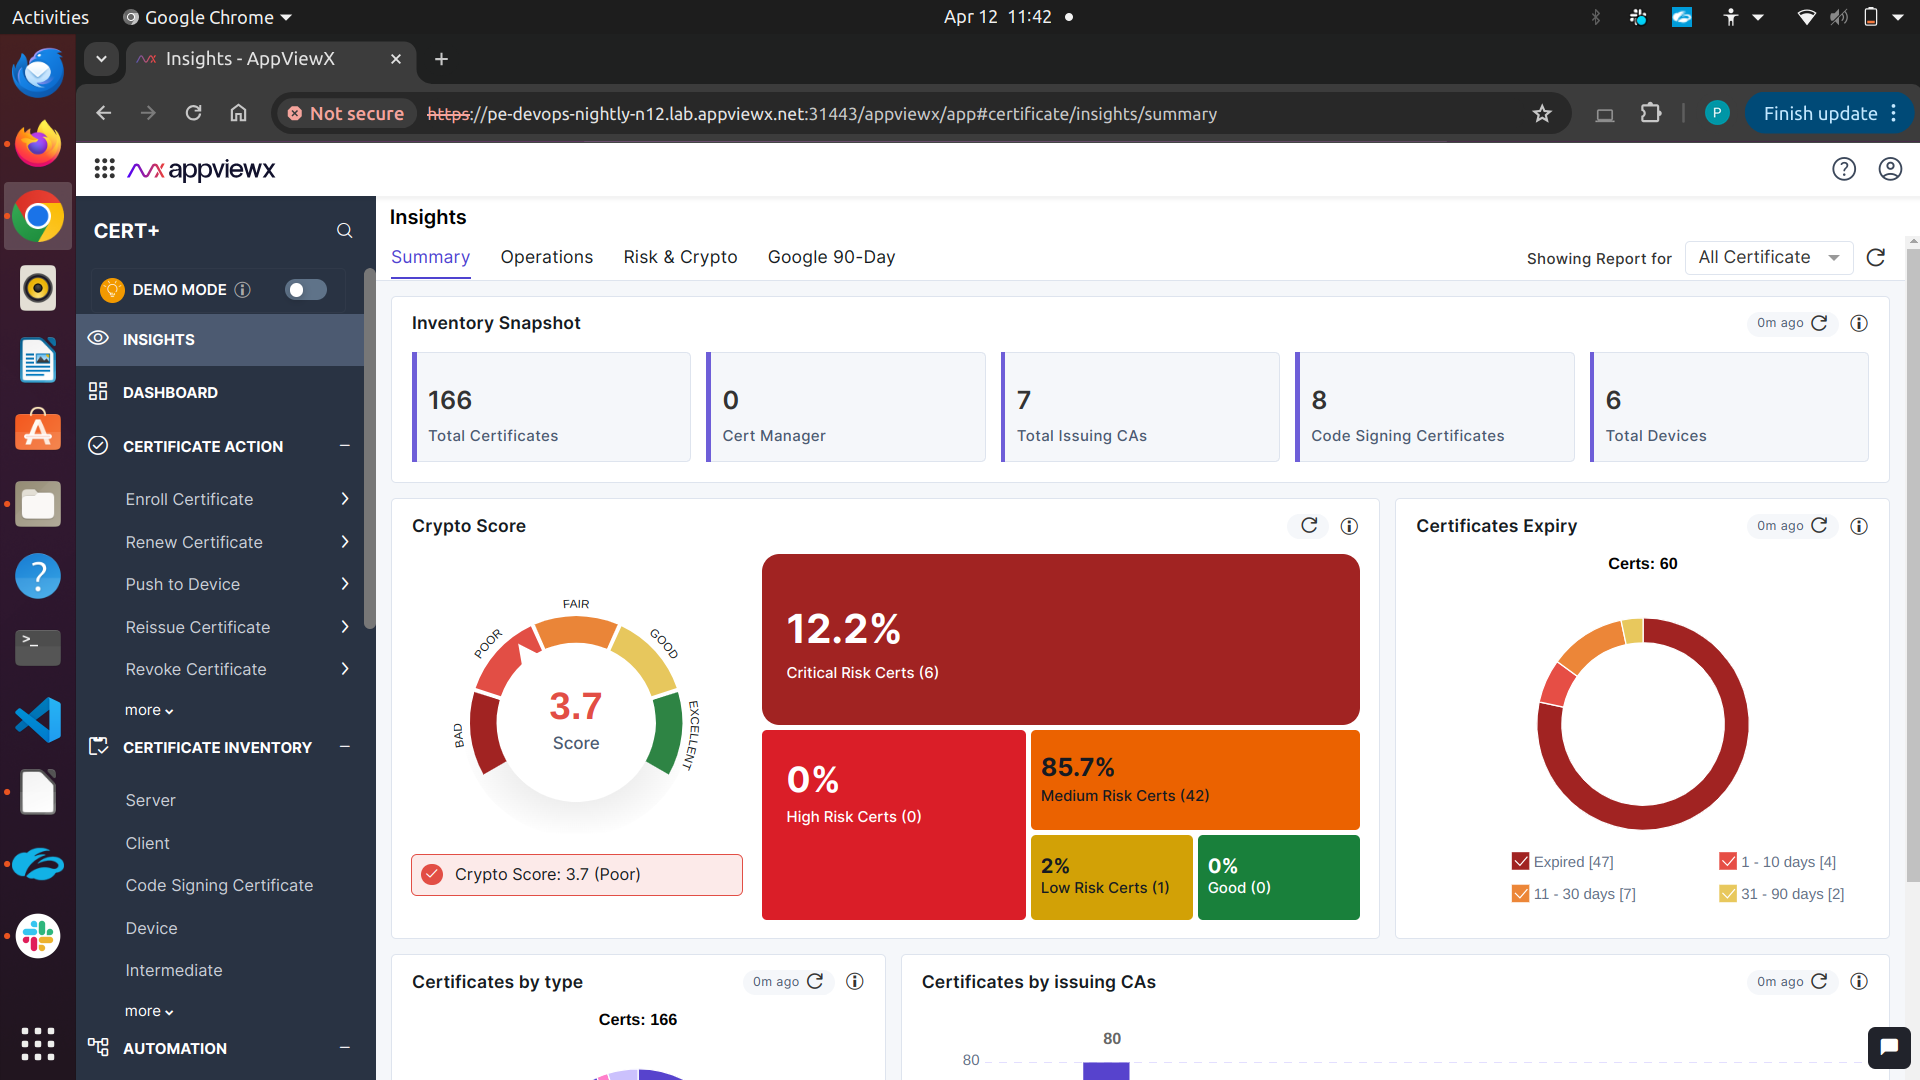 Activities
Google Chrome
Apr 12 11:42
Insights - AppViewX
Not secure
https://pe-devops-nightly-n12.lab.appviewx.net:31443/appviewx/app#certificate/insights/summary
P
Finish update
appviewx
CERT+
DEMO MODE
INSIGHTS
DASHBOARD
CERTIFICATE ACTION
Enroll Certificate
Renew Certificate
Push to Device
Reissue Certificate
Revoke Certificate
more
CERTIFICATE INVENTORY
Server
Client
Code Signing Certificate
Device
Intermediate
more
AUTOMATION
Insights
Summary
Operations
Risk & Crypto
Google 90-Day
Showing Report for
All Certificate
Inventory Snapshot
0m ago
166
Total Certificates
0
Cert Manager
7
Total Issuing CAs
8
Code Signing Certificates
6
Total Devices
Crypto Score
BAD
POOR
FAIR
GOOD
EXCELLENT
3.7
Score
Crypto Score: 3.7 (Poor)
12.2%
Critical Risk Certs (6)
0%
High Risk Certs (0)
85.7%
Medium Risk Certs (42)
2%
Low Risk Certs (1)
0%
Good (0)
Certificates Expiry
0m ago
Certs: 60
Expired [47]
1 - 10 days [4]
11 - 30 days [7]
31 - 90 days [2]
Certificates by type
0m ago
Certs: 166
Certificates by issuing CAs
0m ago
80
80